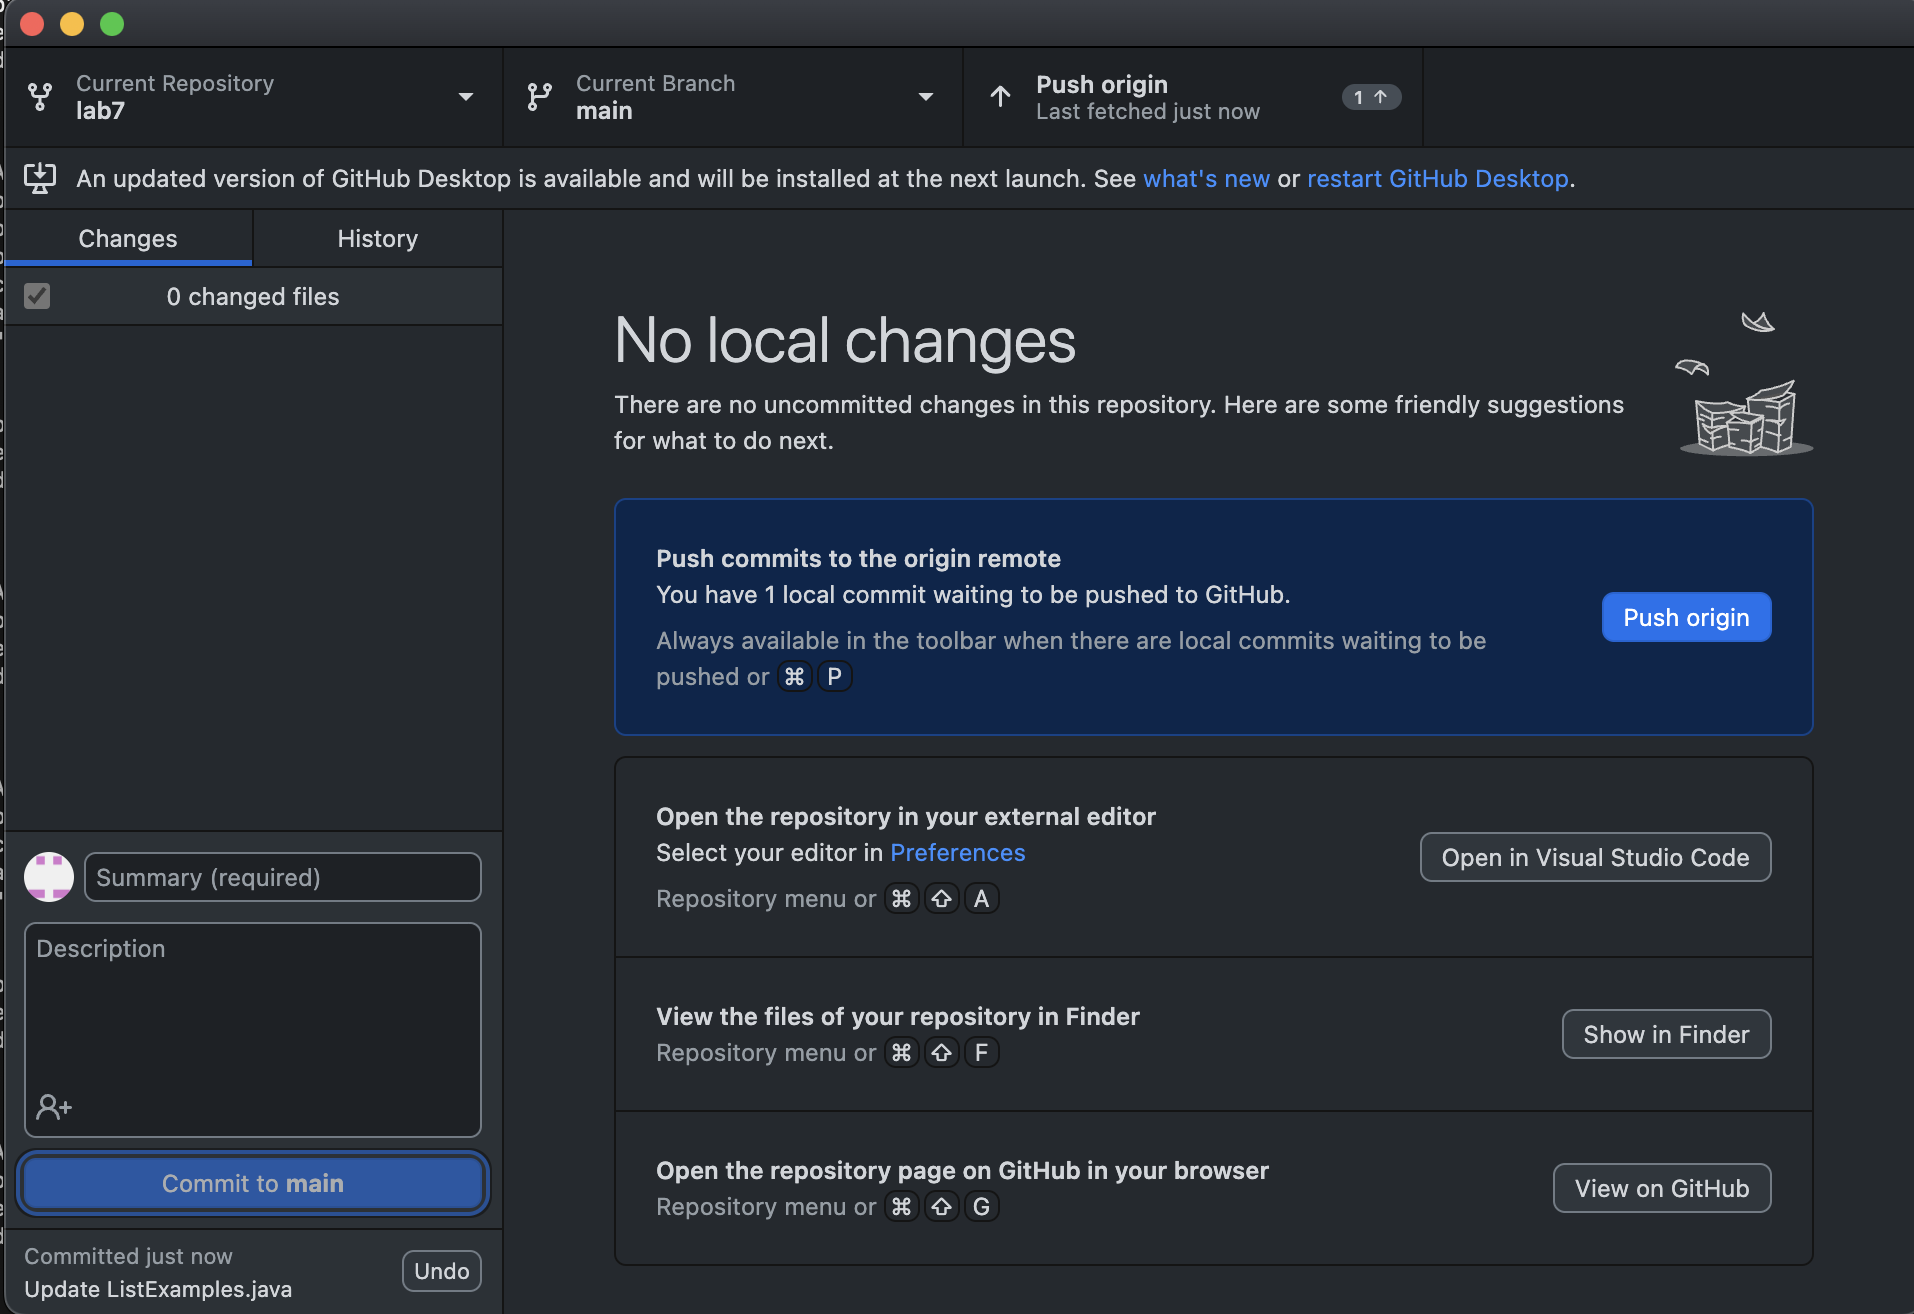 Current Repository
lab7
Current Branch
main
Push origin
Last fetched just now
1
An updated version of GitHub Desktop is available and will be installed at the next launch. See what's new or restart GitHub Desktop.
Changes
History
0 changed files
No local changes
There are no uncommitted changes in this repository. Here are some friendly suggestions
for what to do next.
Push commits to the origin remote
You have 1 local commit waiting to be pushed to GitHub.
Always available in the toolbar when there are local commits waiting to be
pushed or ⌘ P
Push origin
Open the repository in your external editor
Select your editor in Preferences
Repository menu or ⌘ ⇧ A
Open in Visual Studio Code
View the files of your repository in Finder
Repository menu or ⌘ ⇧ F
Show in Finder
Open the repository page on GitHub in your browser
Repository menu or ⌘ ⇧ G
View on GitHub
Summary (required)
Description
Commit to main
Committed just now
Update ListExamples.java
Undo